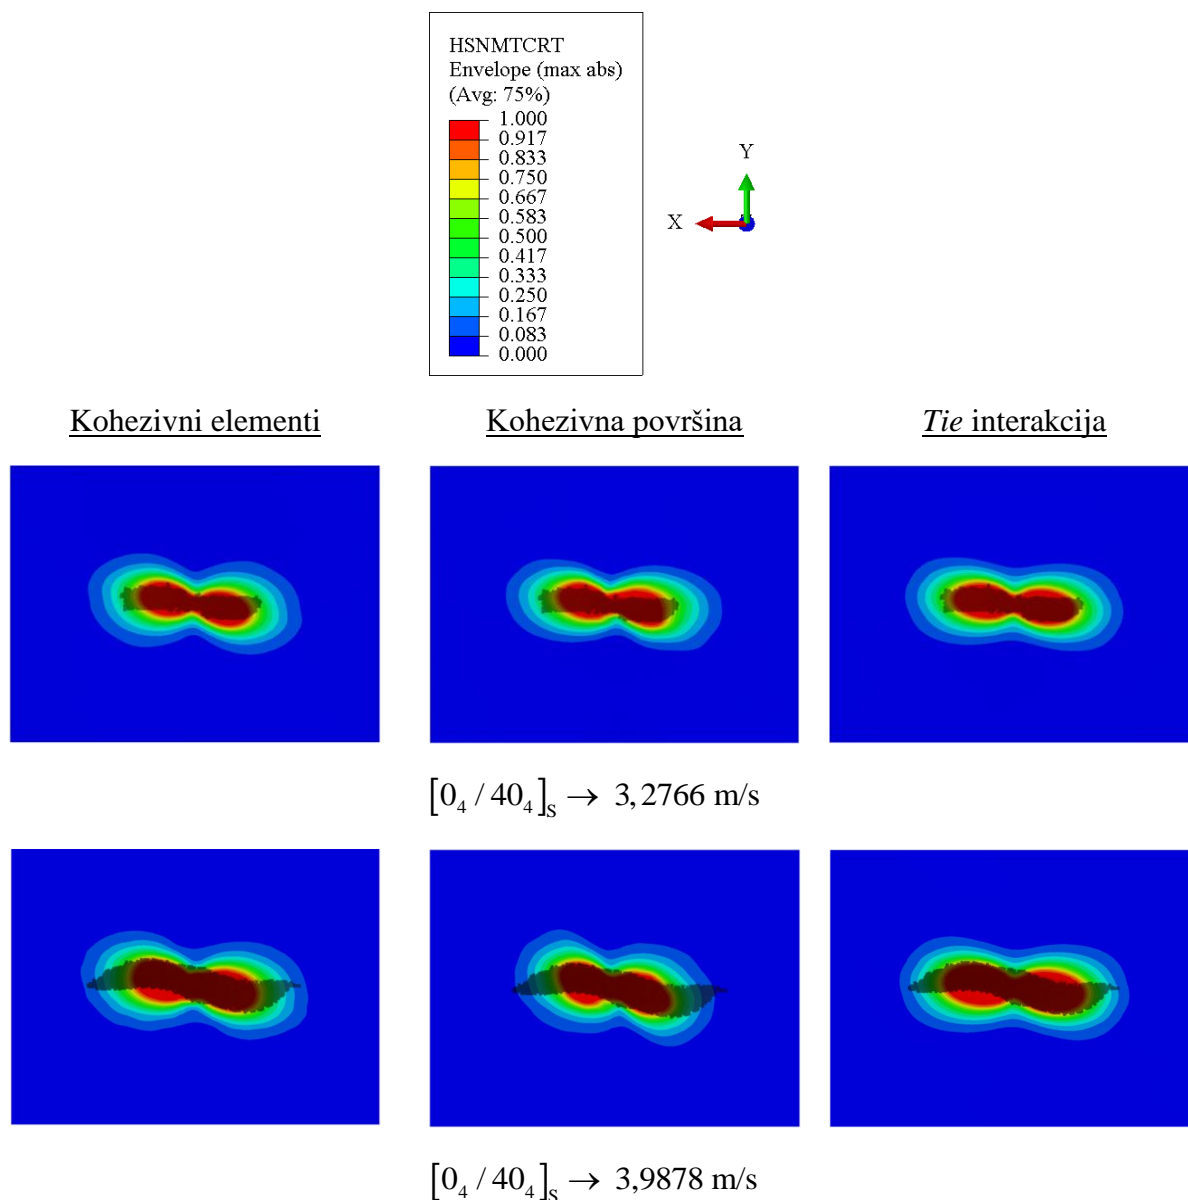 HSNMTCRT
Envelope (max abs)
(Avg: 75%)
1.000
0.917
0.833
0.750
0.667
0.583
0.500
0.417
0.333
0.250
0.167
0.083
0.000
Y
X
Kohezivni elementi Kohezivna površina Tie interakcija
[0₄ / 40₄]ₛ → 3,2766 m/s
[0₄ / 40₄]ₛ → 3,9878 m/s